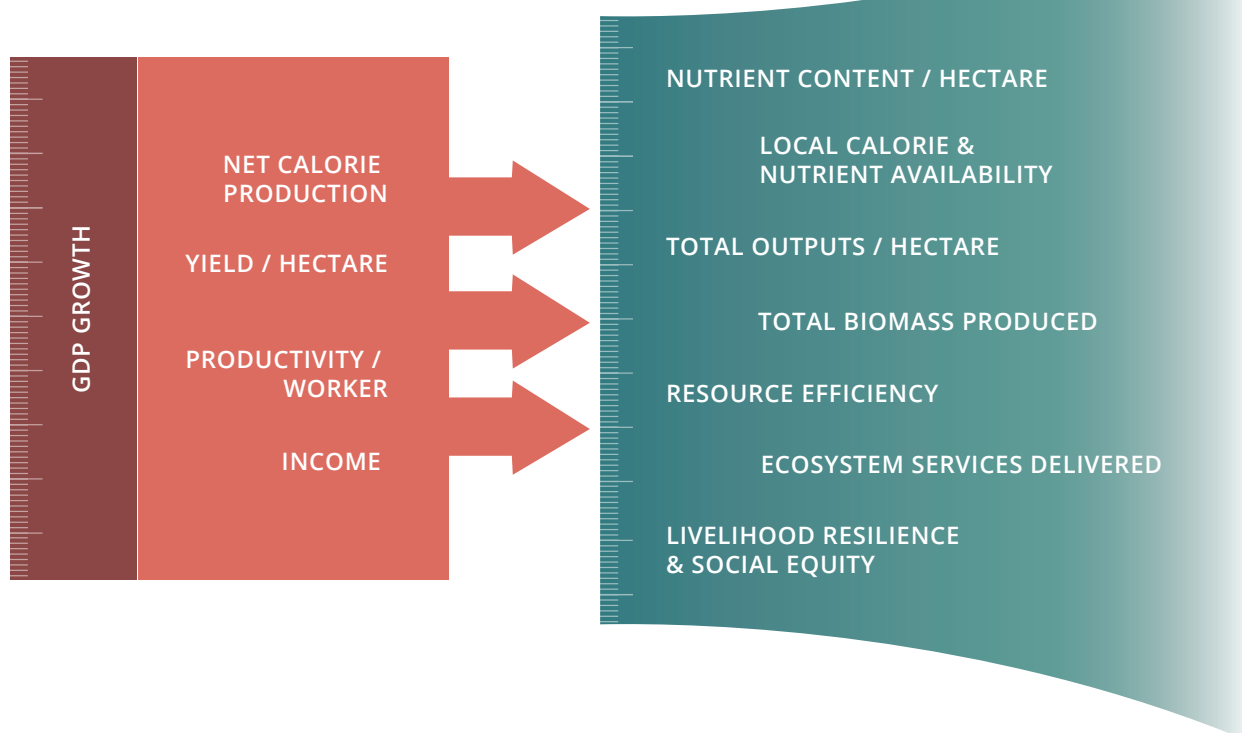 GDP GROWTH
NET CALORIE
PRODUCTION
YIELD / HECTARE
PRODUCTIVITY /
WORKER
INCOME
NUTRIENT CONTENT / HECTARE
LOCAL CALORIE &
NUTRIENT AVAILABILITY
TOTAL OUTPUTS / HECTARE
TOTAL BIOMASS PRODUCED
RESOURCE EFFICIENCY
ECOSYSTEM SERVICES DELIVERED
LIVELIHOOD RESILIENCE
& SOCIAL EQUITY